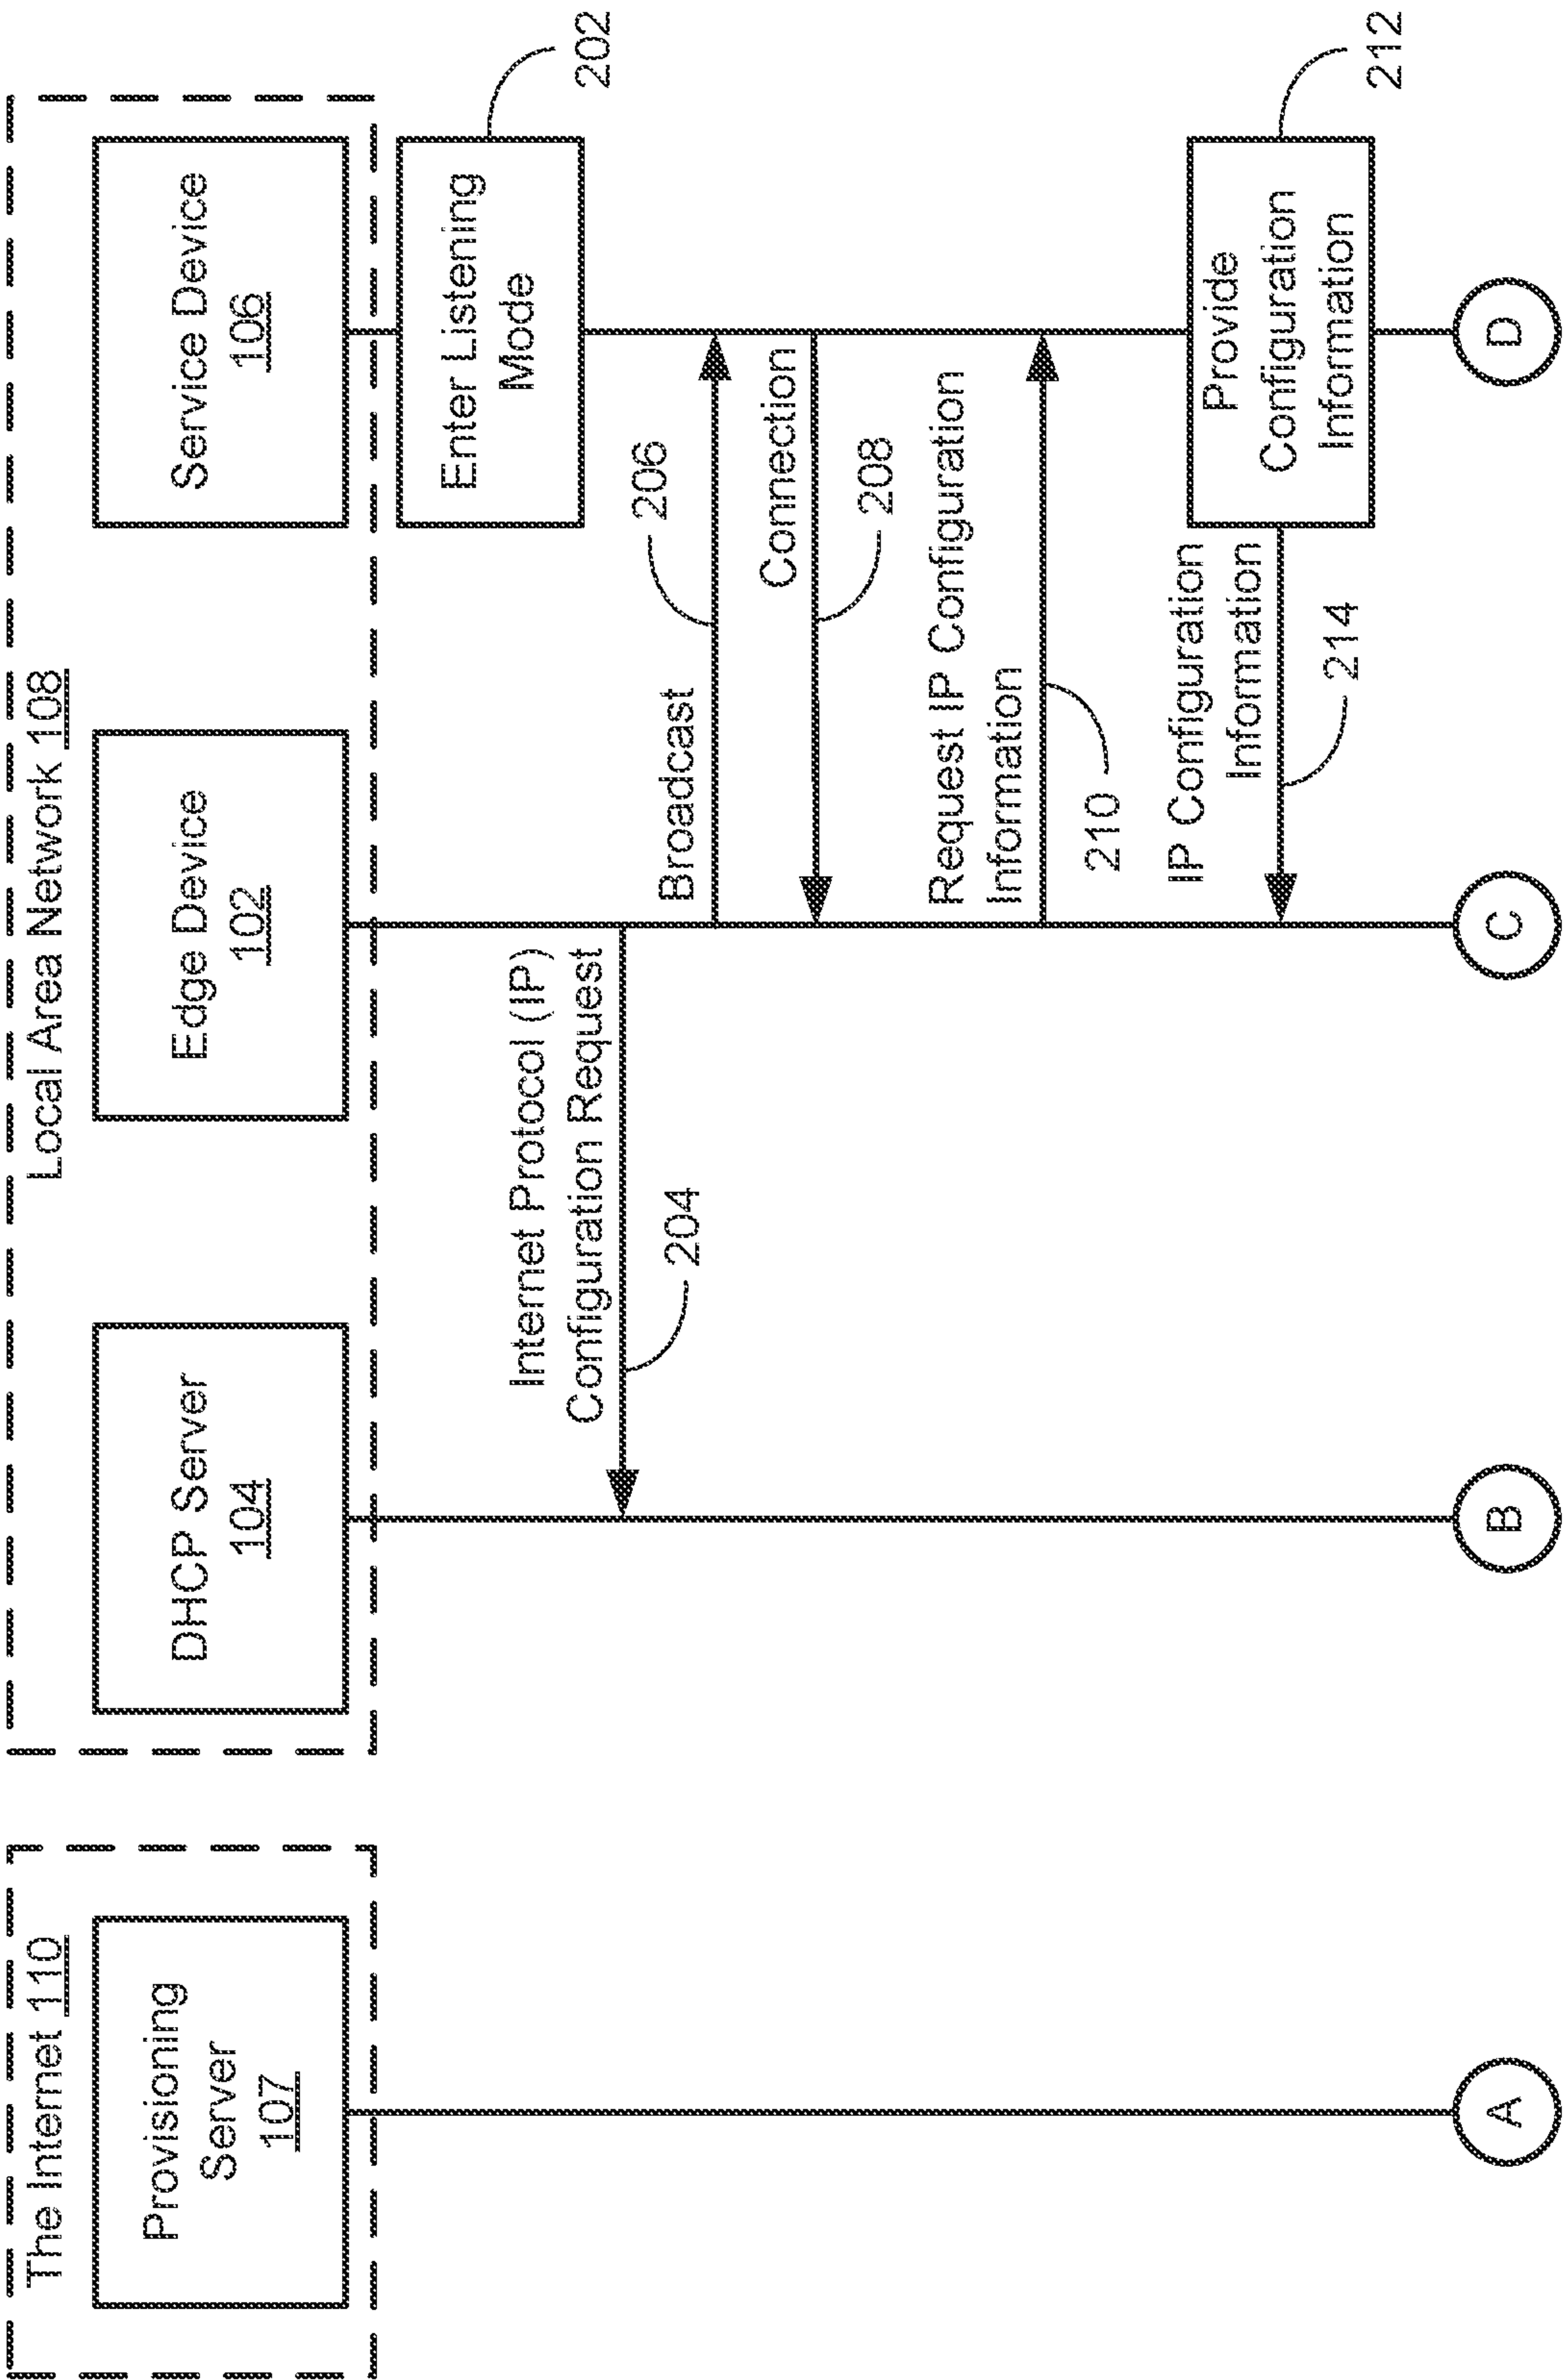 The Internet 110
Local Area Network 108
Provisioning
Server
107
DHCP Server
104
Edge Device
102
Service Device
106
Enter Listening
Mode
202
Internet Protocol (IP)
Configuration Request
204
Broadcast
206
Connection
208
Request IP Configuration
Information
210
Provide
Configuration
Information
212
IP Configuration
Information
214
A
B
C
D